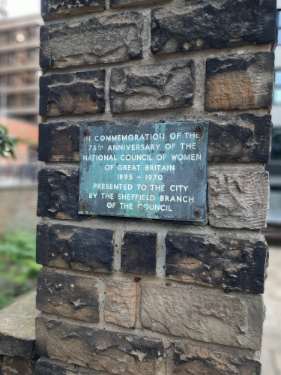 IN COMMEMORATION OF THE
75TH ANNIVERSARY OF THE
NATIONAL COUNCIL OF WOMEN
OF GREAT BRITAIN
1895 - 1970
PRESENTED TO THE CITY
BY THE SHEFFIELD BRANCH
OF THE COUNCIL